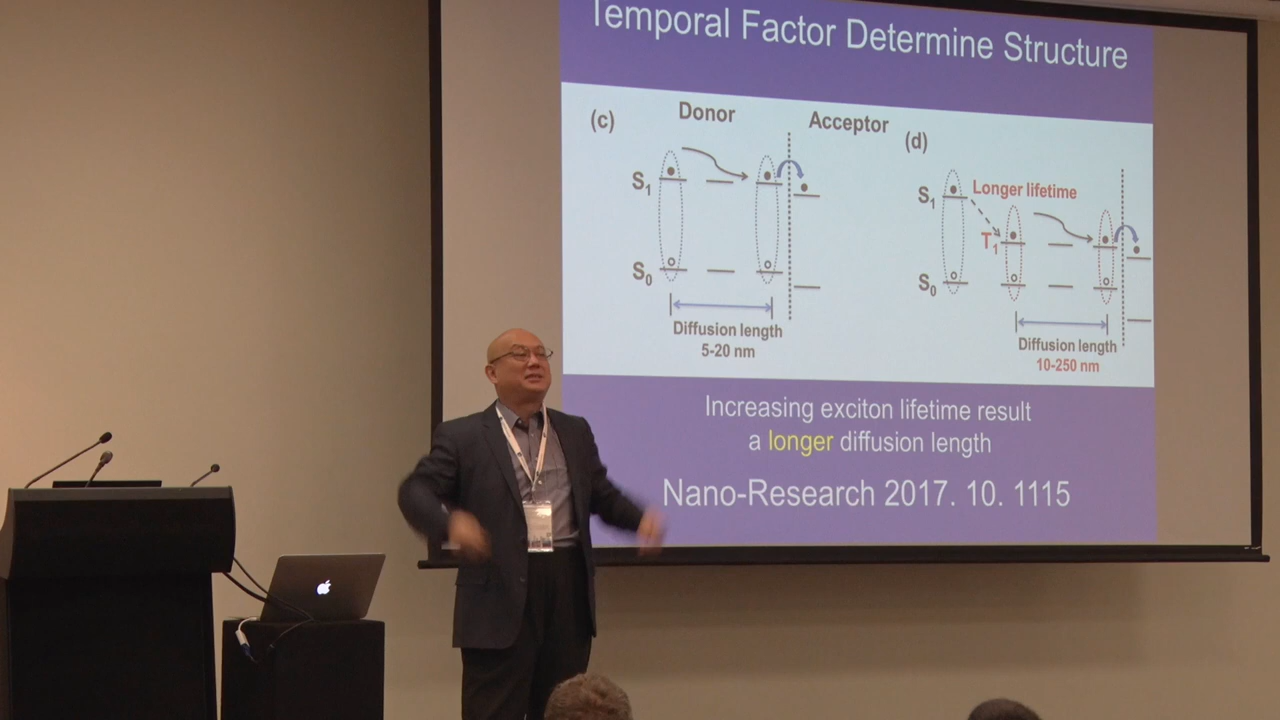 Temporal Factor Determine Structure
(c)
Donor
Acceptor
(d)
S1
S0
Diffusion length
5-20 nm
S1
Longer lifetime
T1
S0
Diffusion length
10-250 nm
Increasing exciton lifetime result
a longer diffusion length
Nano-Research 2017. 10. 1115